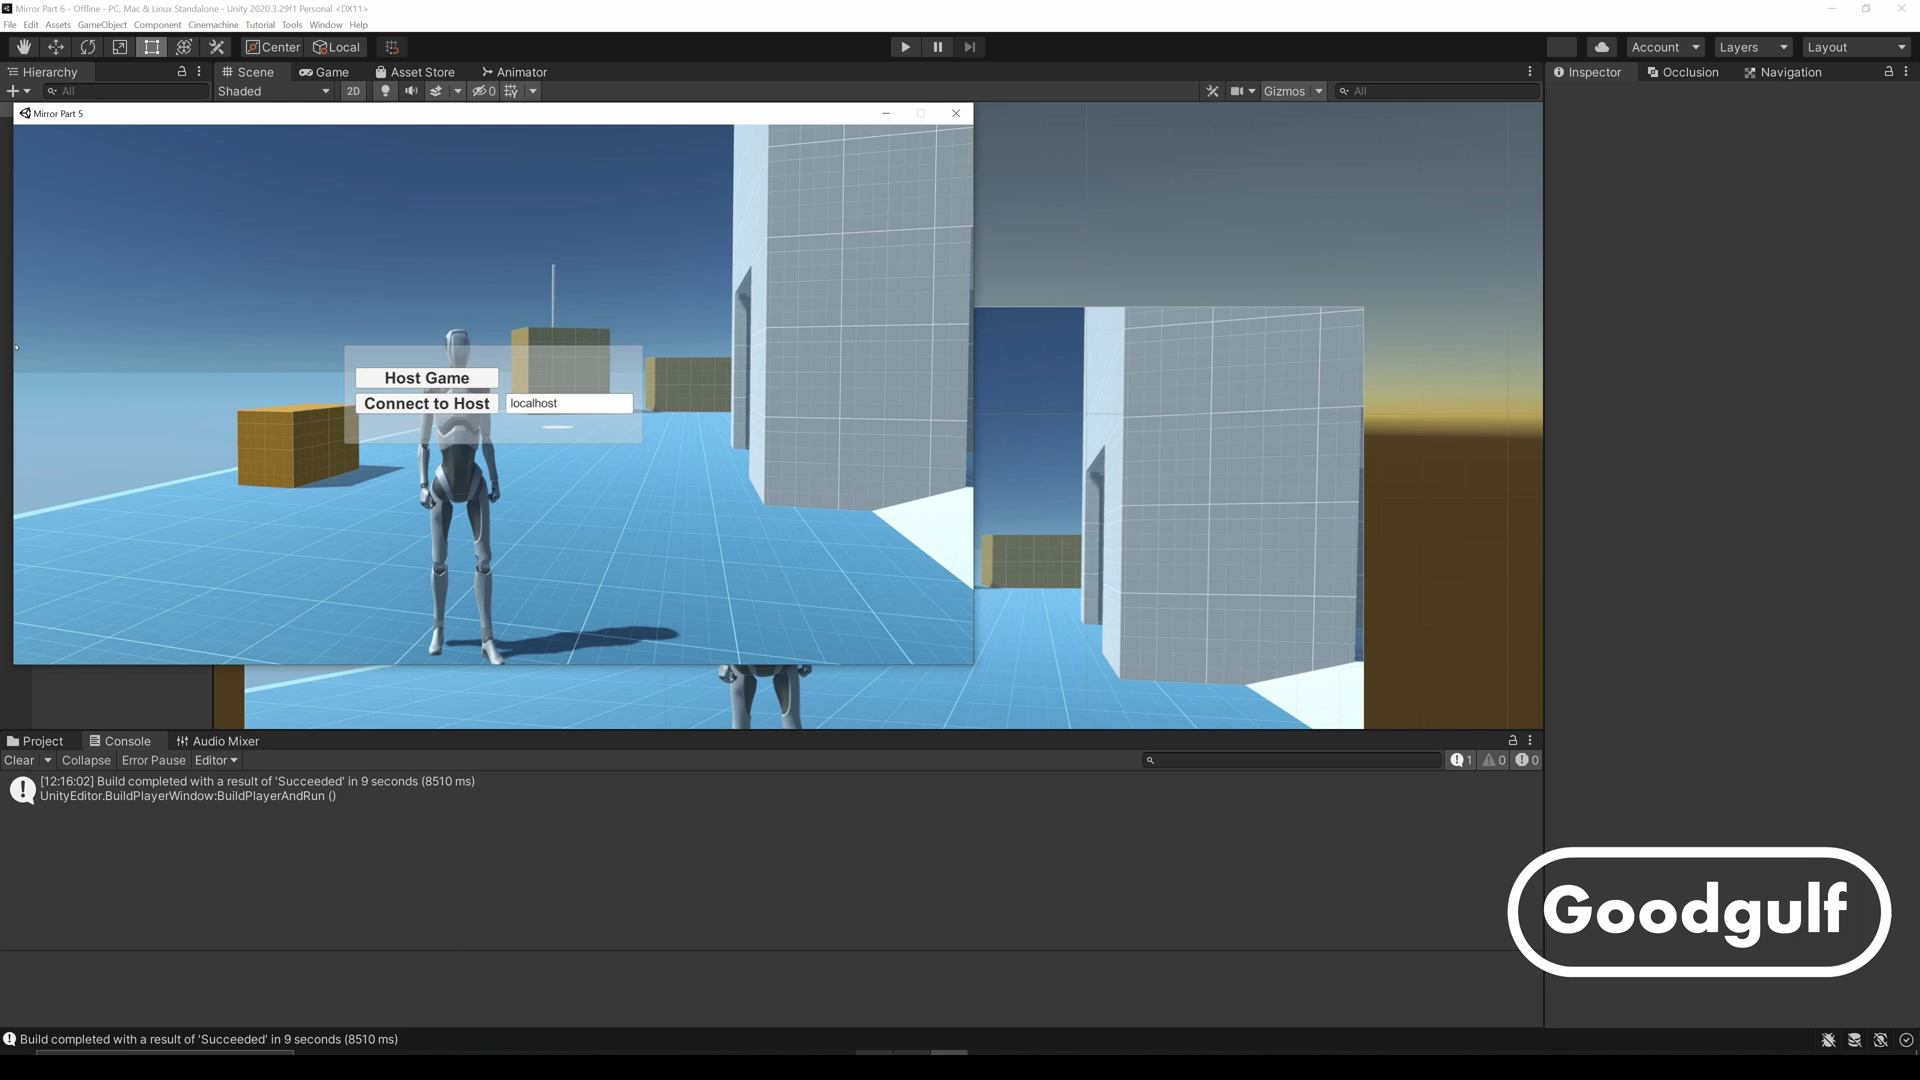 Mirror Part 6 - Offline - PC, Mac & Linux Standalone - Unity 2020.3.29f1 Personal <DX11>
File Edit Assets GameObject Component Cinemachine Tutorial Tools Window Help
Center Local Account Layers Layout
Hierarchy Scene Game Asset Store Animator Inspector Occlusion Navigation
All Shaded 2D 0 Gizmos All
Mirror Part 5
Host Game
Connect to Host localhost
Project Console Audio Mixer
Clear Collapse Error Pause Editor 1 0 0
[12:16:02] Build completed with a result of 'Succeeded' in 9 seconds (8510 ms)
UnityEditor.BuildPlayerWindow:BuildPlayerAndRun ()
Goodgulf
Build completed with a result of 'Succeeded' in 9 seconds (8510 ms)